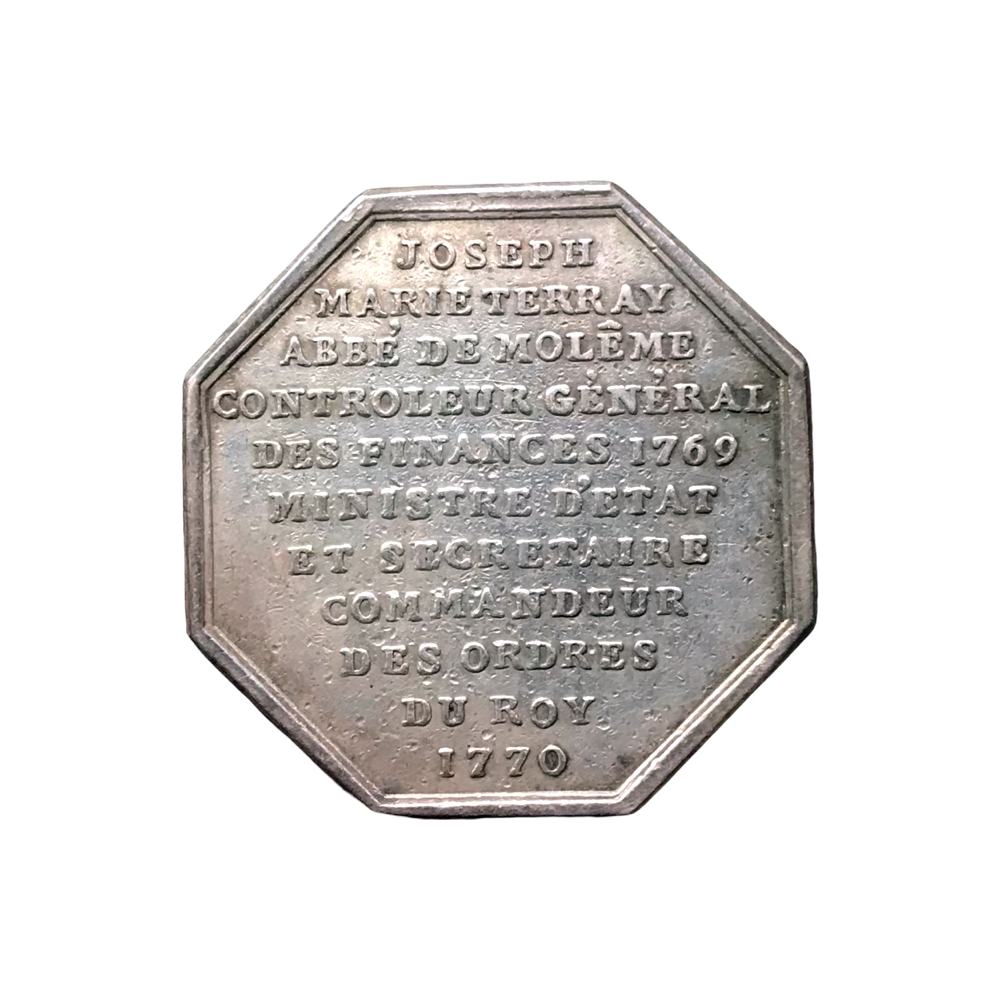 JOSEPH
MARIE TERRAY
ABBÉ DE MOLÊME
CONTROLEUR GÉNÉRAL
DES FINANCES 1769
MINISTRE D'ETAT
ET SECRETAIRE
COMMANDEUR
DES ORDRES
DU ROY
1770